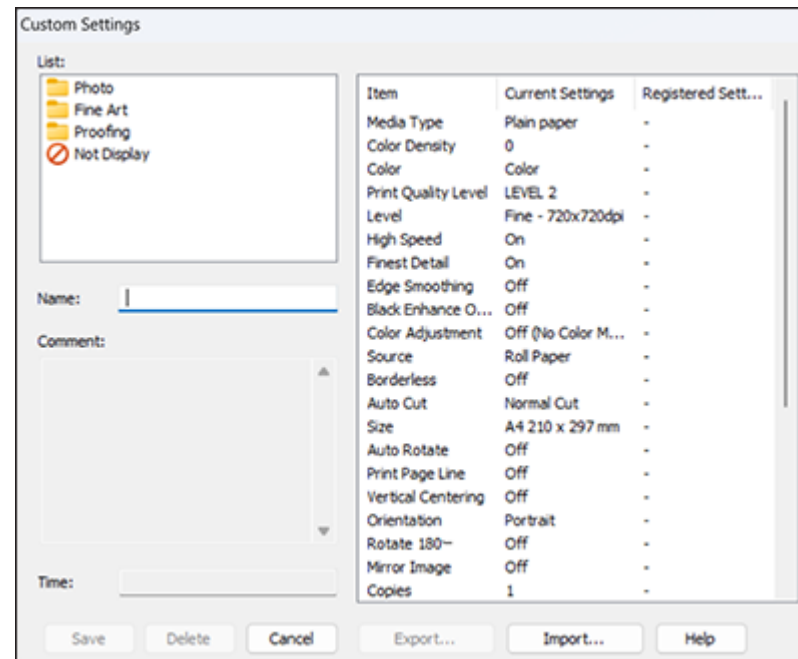 Custom Settings
List:
Photo
Fine Art
Proofing
Not Display
Name:
Comment:
Time:
Item Current Settings Registered Sett...
Media Type Plain paper -
Color Density 0 -
Color Color -
Print Quality Level LEVEL 2 -
Level Fine - 720x720dpi -
High Speed On -
Finest Detail On -
Edge Smoothing Off -
Black Enhance O... Off -
Color Adjustment Off (No Color M... -
Source Roll Paper -
Borderless Off -
Auto Cut Normal Cut -
Size A4 210 x 297 mm -
Auto Rotate Off -
Print Page Line Off -
Vertical Centering Off -
Orientation Portrait -
Rotate 180~ Off -
Mirror Image Off -
Copies 1 -
Save Delete Cancel Export... Import... Help